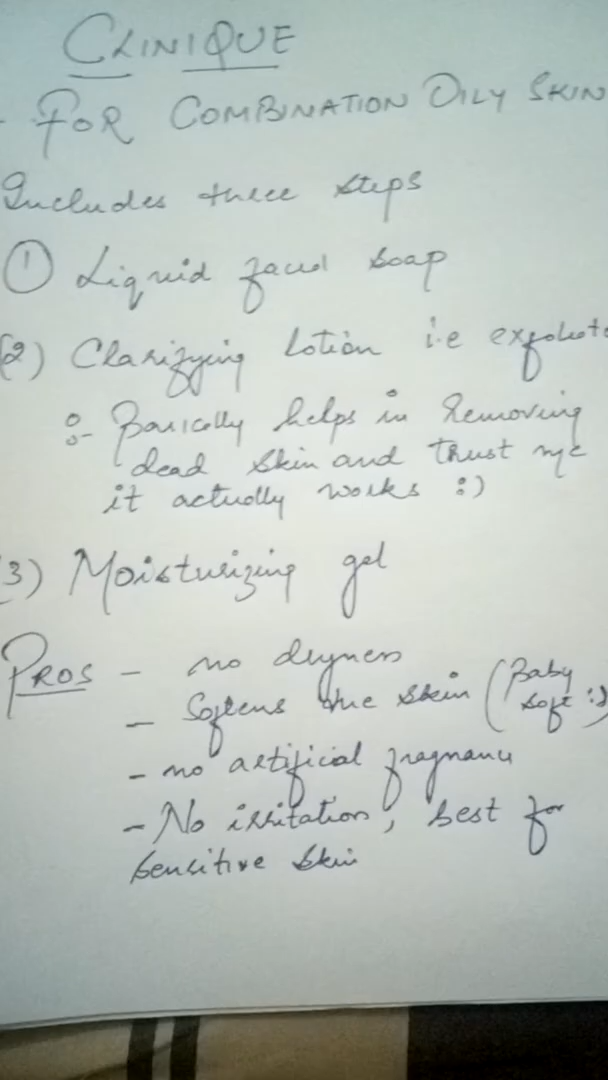 CLINIQUE
- FOR COMBINATION OILY SKIN
Includes three steps
① Liquid facial soap
(2) Clarifying lotion i.e exfoliate
:- Basically helps in removing
dead skin and trust me
it actually works :)
(3) Moisturizing gel
PROS - no dryness
- Softens the skin (Baby
soft :)
- no artificial fragnance
- No irritation, best for
sensitive skin